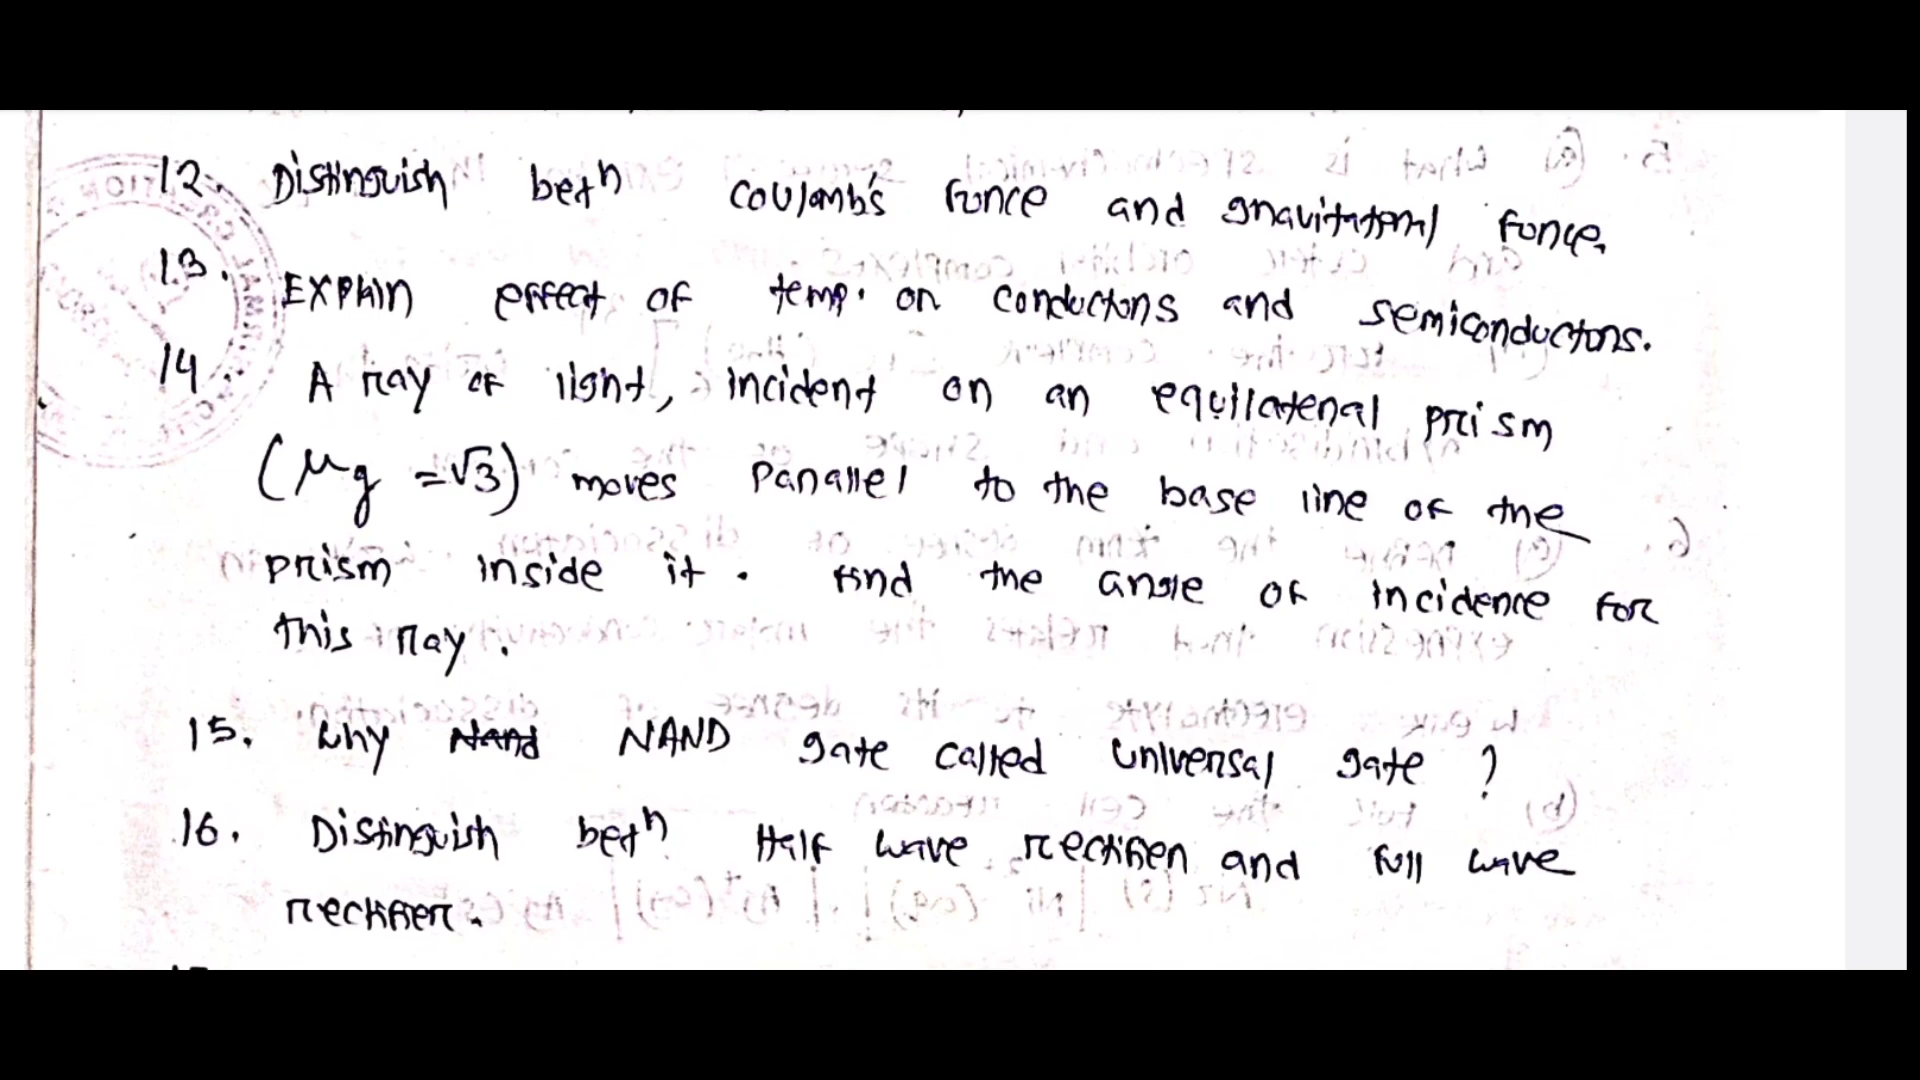 12. Distinguish betn Coulomb's force and gravitational force.
13. Explain effect of temp. on conductors and semiconductors.
14. A ray of light, incident on an equilateral prism
(μg = √3) moves parallel to the base line of the
prism inside it. find the angle of incidence for
this ray.
15. Why Nand NAND gate called universal gate ?
16. Distinguish betn Half wave rectifier and full wave
rectifier.